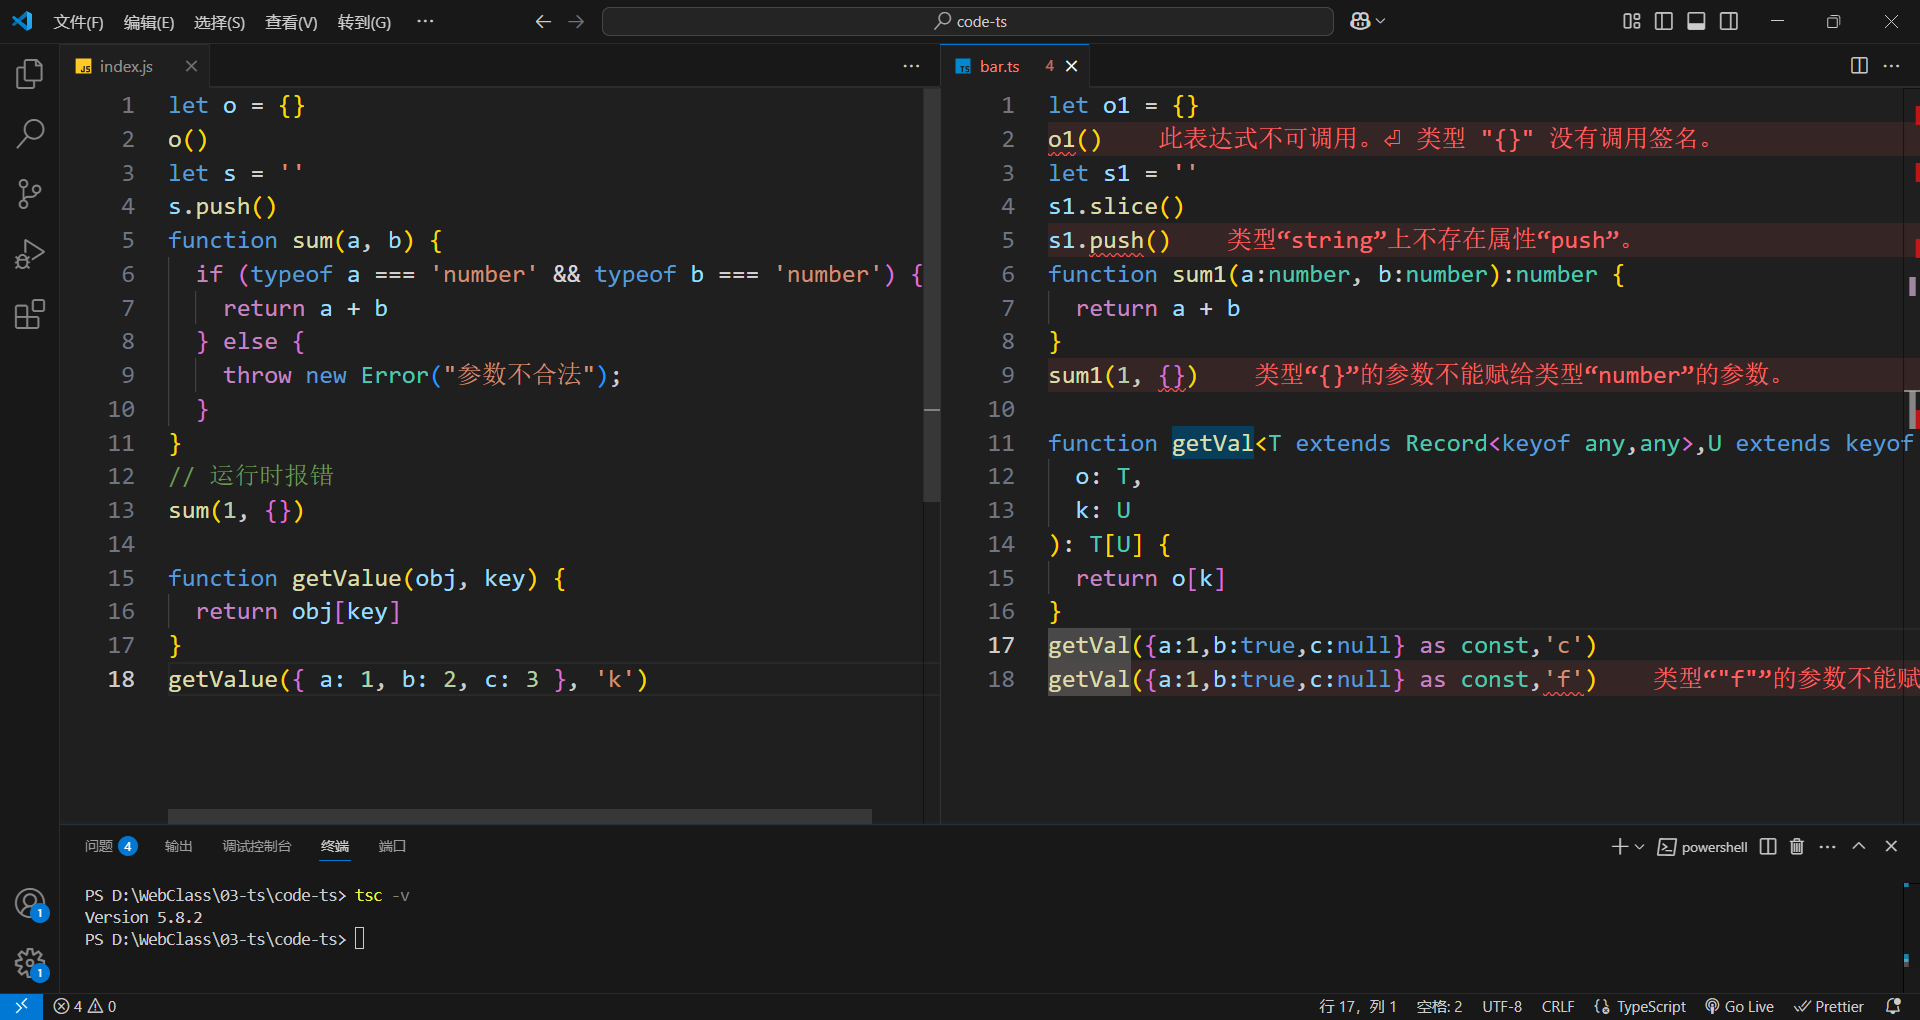 文件(F) 编辑(E) 选择(S) 查看(V) 转到(G) ··· code-ts
index.js
1 let o = {}
2 o()
3 let s = ''
4 s.push()
5 function sum(a, b) {
6 if (typeof a === 'number' && typeof b === 'number') {
7 return a + b
8 } else {
9 throw new Error("参数不合法");
10 }
11 }
12 // 运行时报错
13 sum(1, {})
14
15 function getValue(obj, key) {
16 return obj[key]
17 }
18 getValue({ a: 1, b: 2, c: 3 }, 'k')
bar.ts 4
1 let o1 = {}
2 o1() 此表达式不可调用。⏎ 类型 "{}" 没有调用签名。
3 let s1 = ''
4 s1.slice()
5 s1.push() 类型“string”上不存在属性“push”。
6 function sum1(a:number, b:number):number {
7 return a + b
8 }
9 sum1(1, {}) 类型“{}”的参数不能赋给类型“number”的参数。
10
11 function getVal<T extends Record<keyof any,any>,U extends keyof
12 o: T,
13 k: U
14 ): T[U] {
15 return o[k]
16 }
17 getVal({a:1,b:true,c:null} as const,'c')
18 getVal({a:1,b:true,c:null} as const,'f') 类型“"f"”的参数不能赋
问题 4 输出 调试控制台 终端 端口 powershell
PS D:\WebClass\03-ts\code-ts> tsc -v
Version 5.8.2
PS D:\WebClass\03-ts\code-ts>
1
1
4 0 行 17, 列 1 空格: 2 UTF-8 CRLF TypeScript Go Live Prettier